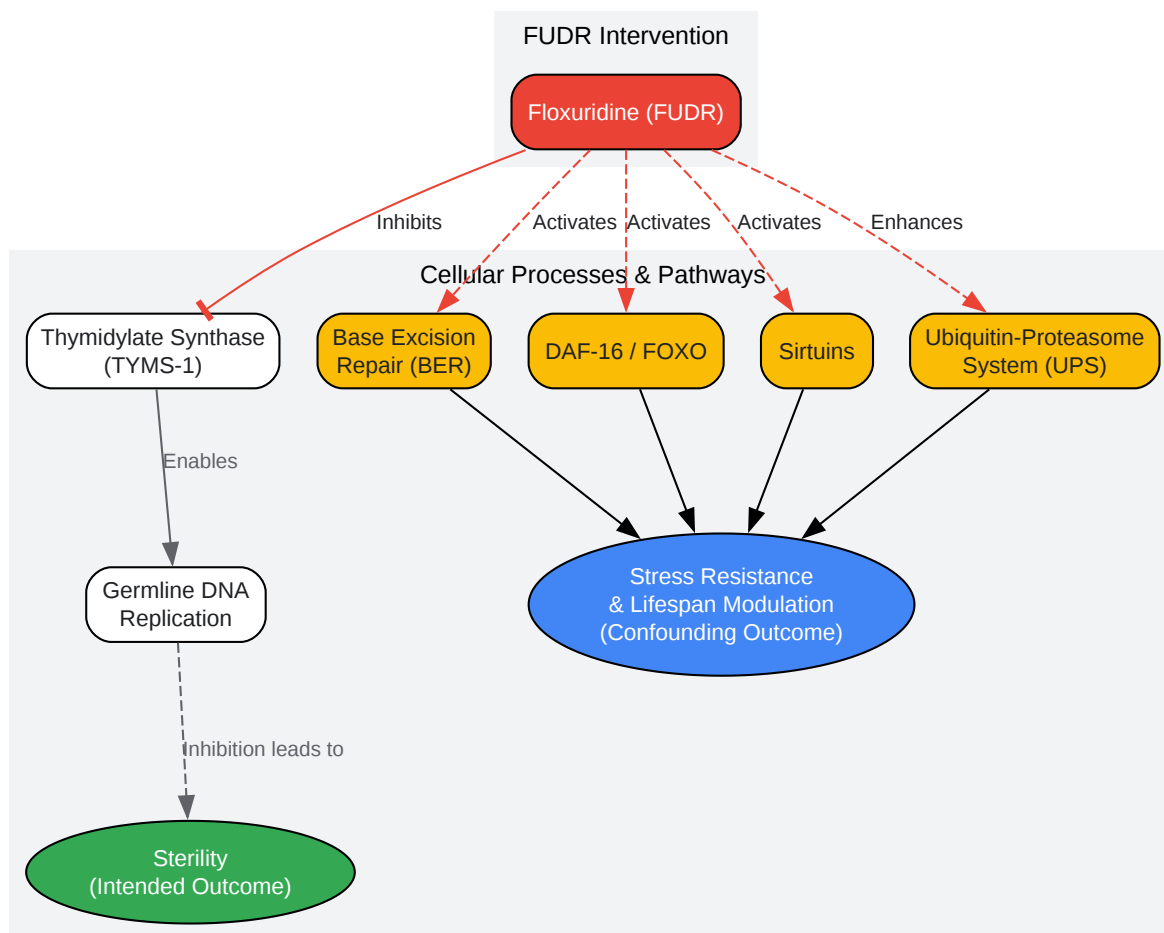 FUDR Intervention
Floxuridine (FUDR)
Inhibits
Activates
Activates
Activates
Enhances
Cellular Processes & Pathways
Thymidylate Synthase
(TYMS-1)
Base Excision
Repair (BER)
DAF-16 / FOXO
Sirtuins
Ubiquitin-Proteasome
System (UPS)
Enables
Germline DNA
Replication
Stress Resistance
& Lifespan Modulation
(Confounding Outcome)
Inhibition leads to
Sterility
(Intended Outcome)